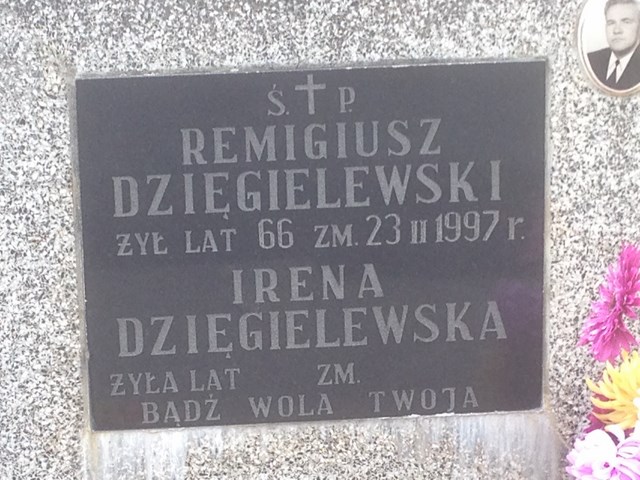 Ś. P.
REMIGIUSZ
DZIĘGIELEWSKI
ŻYŁ LAT 66 ZM. 23 II 1997 r.
IRENA
DZIĘGIELEWSKA
ŻYŁA LAT ZM.
BĄDŹ WOLA TWOJA